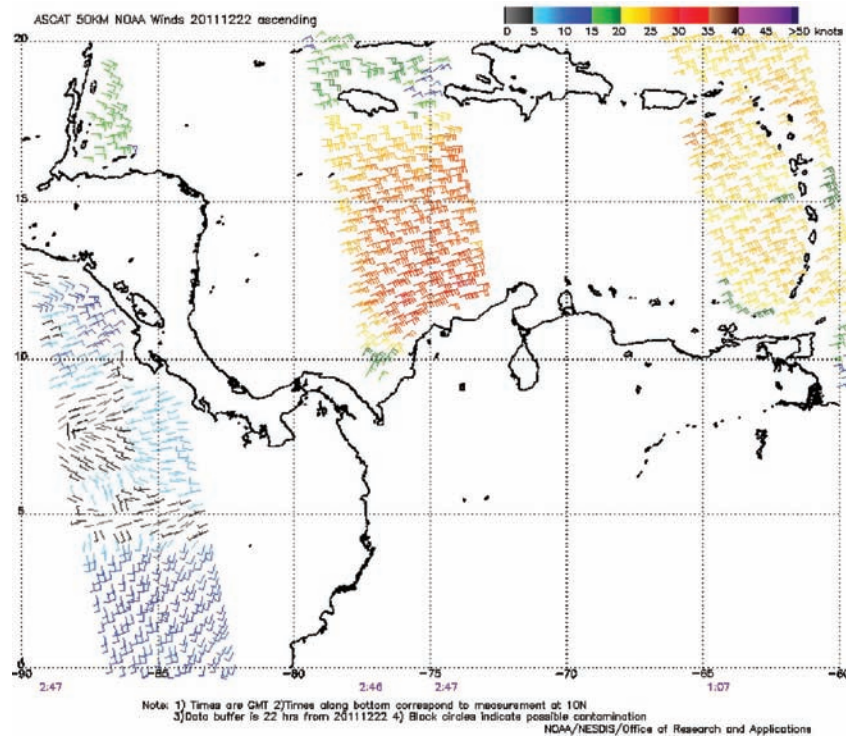 ASCAT 50KM NOAA Winds 20111222 ascending
0 5 10 15 20 25 30 35 40 45 >50 knots
20
15
10
5
0
-90 -85 -80 -75 -70 -65 -60
2:47 2:46 2:47 1:07
Note: 1) Times are GMT 2)Times along bottom correspond to measurement at 10N
3)Data buffer is 22 hrs from 20111222 4) Black circles indicate possible contamination
NOAA/NESDIS/Office of Research and Applications